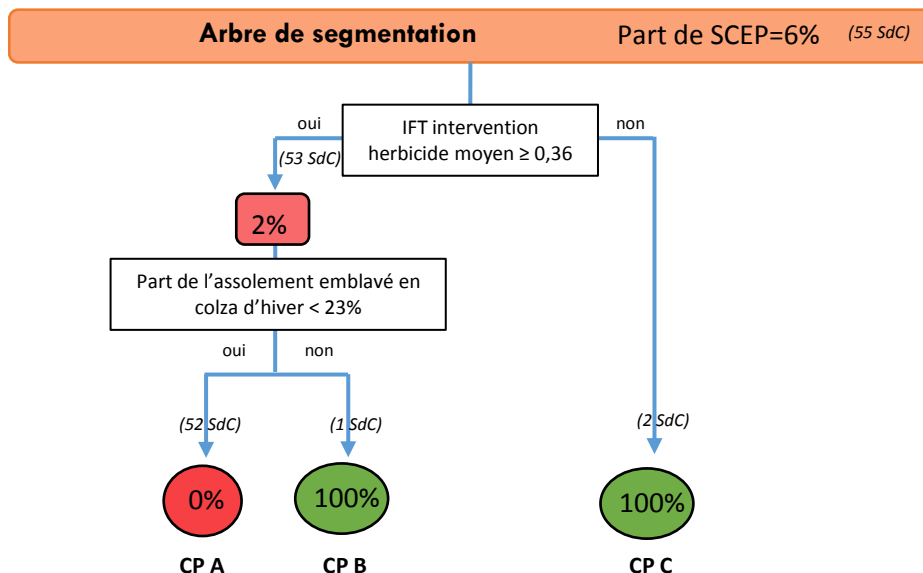 Arbre de segmentation Part de SCEP=6% (55 SdC)
oui
IFT intervention
herbicide moyen ≥ 0,36
non
(53 SdC)
2%
Part de l’assolement emblavé en
colza d’hiver < 23%
oui non
(52 SdC) (1 SdC) (2 SdC)
0% 100% 100%
CP A CP B CP C